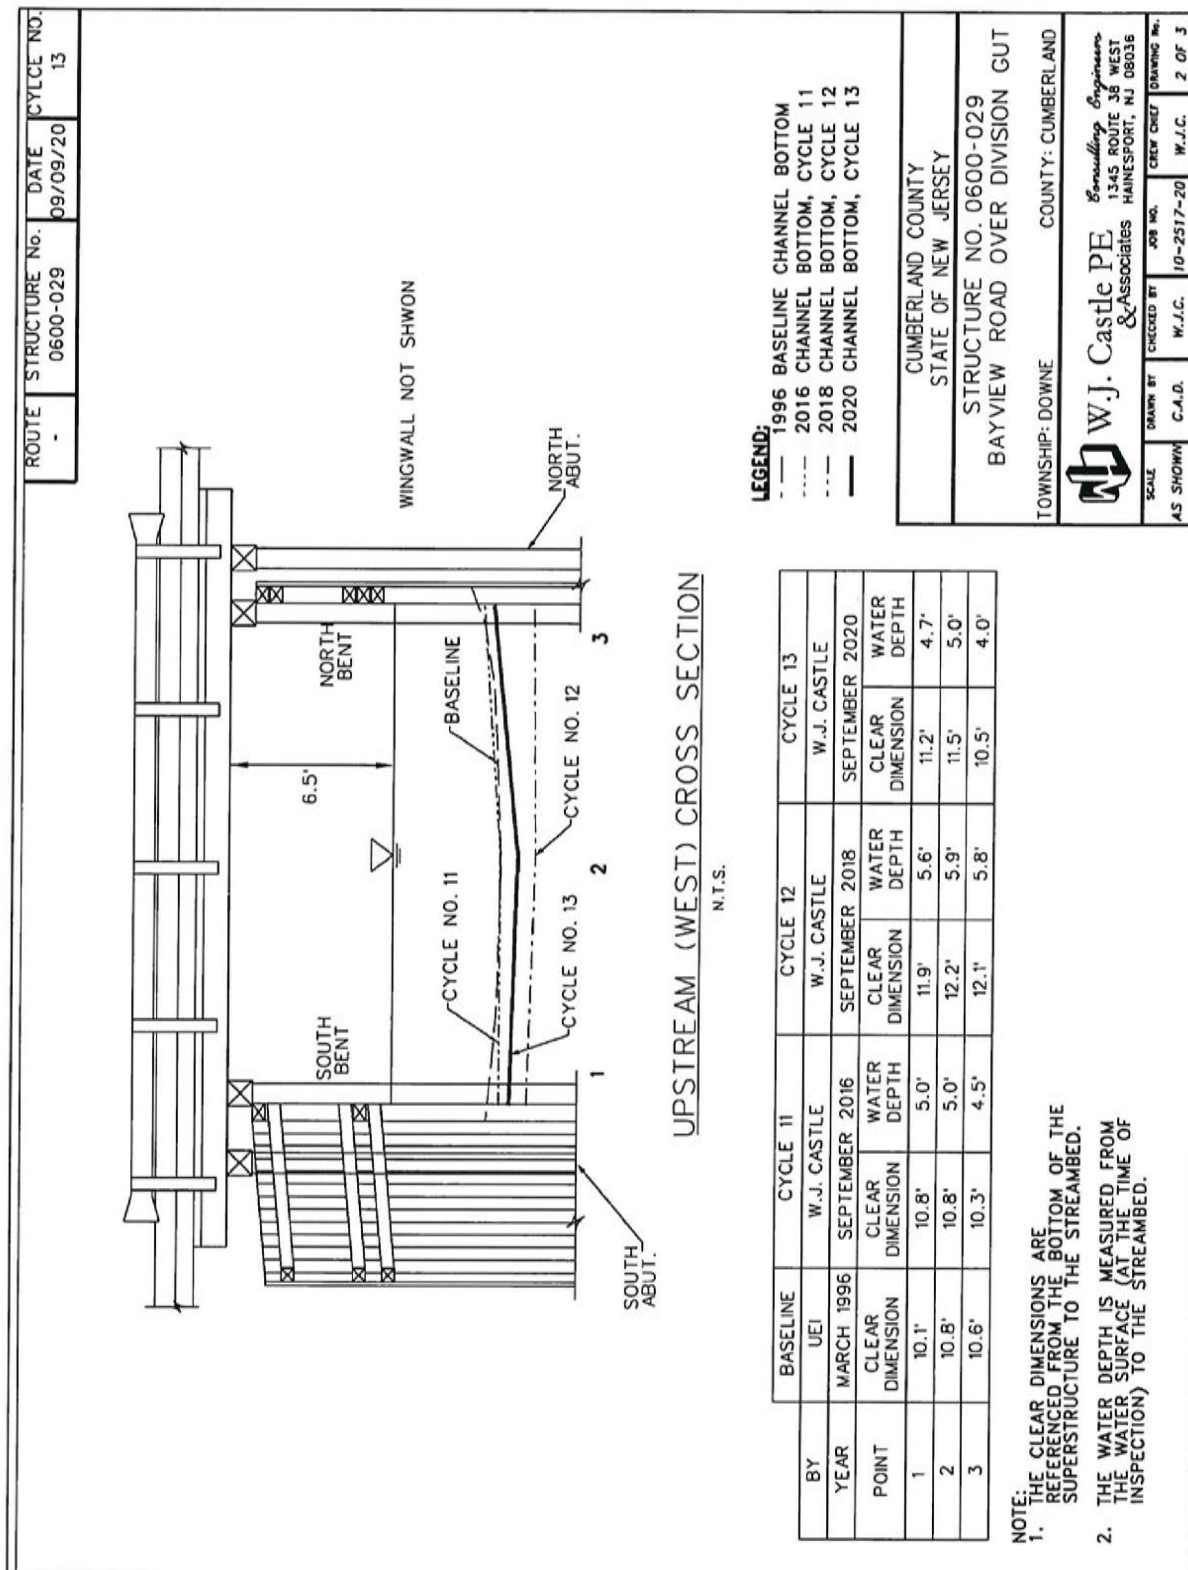 ROUTE STRUCTURE No. DATE CYLCE NO.
- 0600-029 09/09/20 13
6.5'
SOUTH BENT
NORTH BENT
WINGWALL NOT SHWON
CYCLE NO. 11
BASELINE
CYCLE NO. 13
CYCLE NO. 12
SOUTH ABUT.
NORTH ABUT.
1 2 3
UPSTREAM (WEST) CROSS SECTION
N.T.S.
LEGEND:
1996 BASELINE CHANNEL BOTTOM
2016 CHANNEL BOTTOM, CYCLE 11
2018 CHANNEL BOTTOM, CYCLE 12
2020 CHANNEL BOTTOM, CYCLE 13
BASELINE CYCLE 11 CYCLE 12 CYCLE 13
BY UEI W.J. CASTLE W.J. CASTLE W.J. CASTLE
YEAR MARCH 1996 SEPTEMBER 2016 SEPTEMBER 2018 SEPTEMBER 2020
POINT CLEAR DIMENSION CLEAR DIMENSION WATER DEPTH CLEAR DIMENSION WATER DEPTH CLEAR DIMENSION WATER DEPTH
1 10.1' 10.8' 5.0' 11.9' 5.6' 11.2' 4.7'
2 10.8' 10.8' 5.0' 12.2' 5.9' 11.5' 5.0'
3 10.6' 10.3' 4.5' 12.1' 5.8' 10.5' 4.0'
NOTE:
1. THE CLEAR DIMENSIONS ARE
REFERENCED FROM THE BOTTOM OF THE
SUPERSTRUCTURE TO THE STREAMBED.
2. THE WATER DEPTH IS MEASURED FROM
THE WATER SURFACE (AT THE TIME OF
INSPECTION) TO THE STREAMBED.
CUMBERLAND COUNTY
STATE OF NEW JERSEY
STRUCTURE NO. 0600-029
BAYVIEW ROAD OVER DIVISION GUT
TOWNSHIP: DOWNE COUNTY: CUMBERLAND
W.J. Castle PE
& Associates
Consulting Engineers
1345 ROUTE 38 WEST
HAINESPORT, NJ 08036
SCALE DRAWN BY CHECKED BY JOB NO. CREW CHIEF DRAWING No.
AS SHOWN C.A.D. W.J.C. 10-2517-20 W.J.C. 2 OF 3